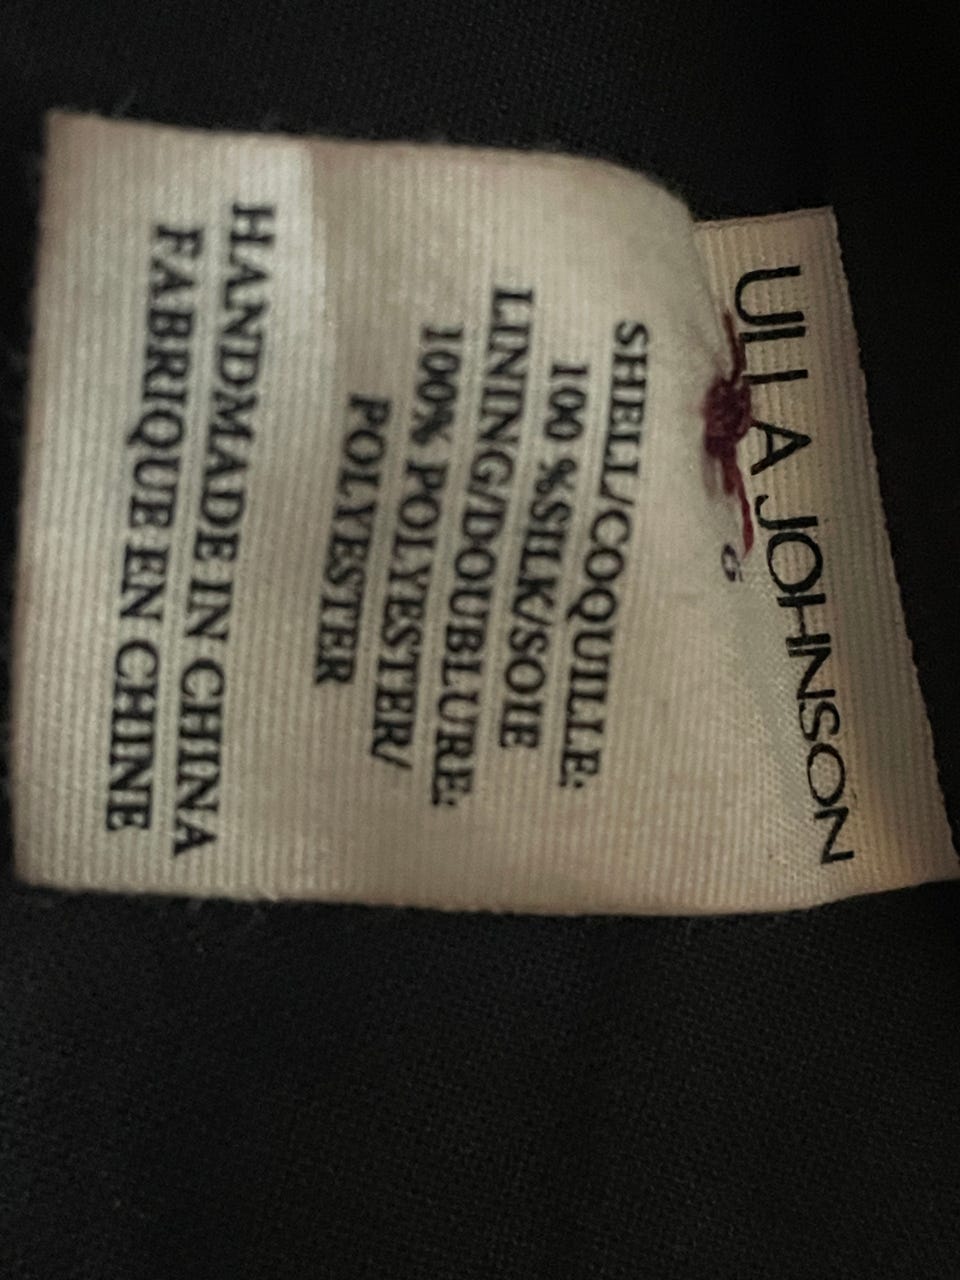 ULLA JOHNSON
6
SHELL/COQUILLE:
100 %SILK/SOIE
LINING/DOUBLURE:
100% POLYESTER/
POLYESTER
HANDMADE IN CHINA
FABRIQUE EN CHINE